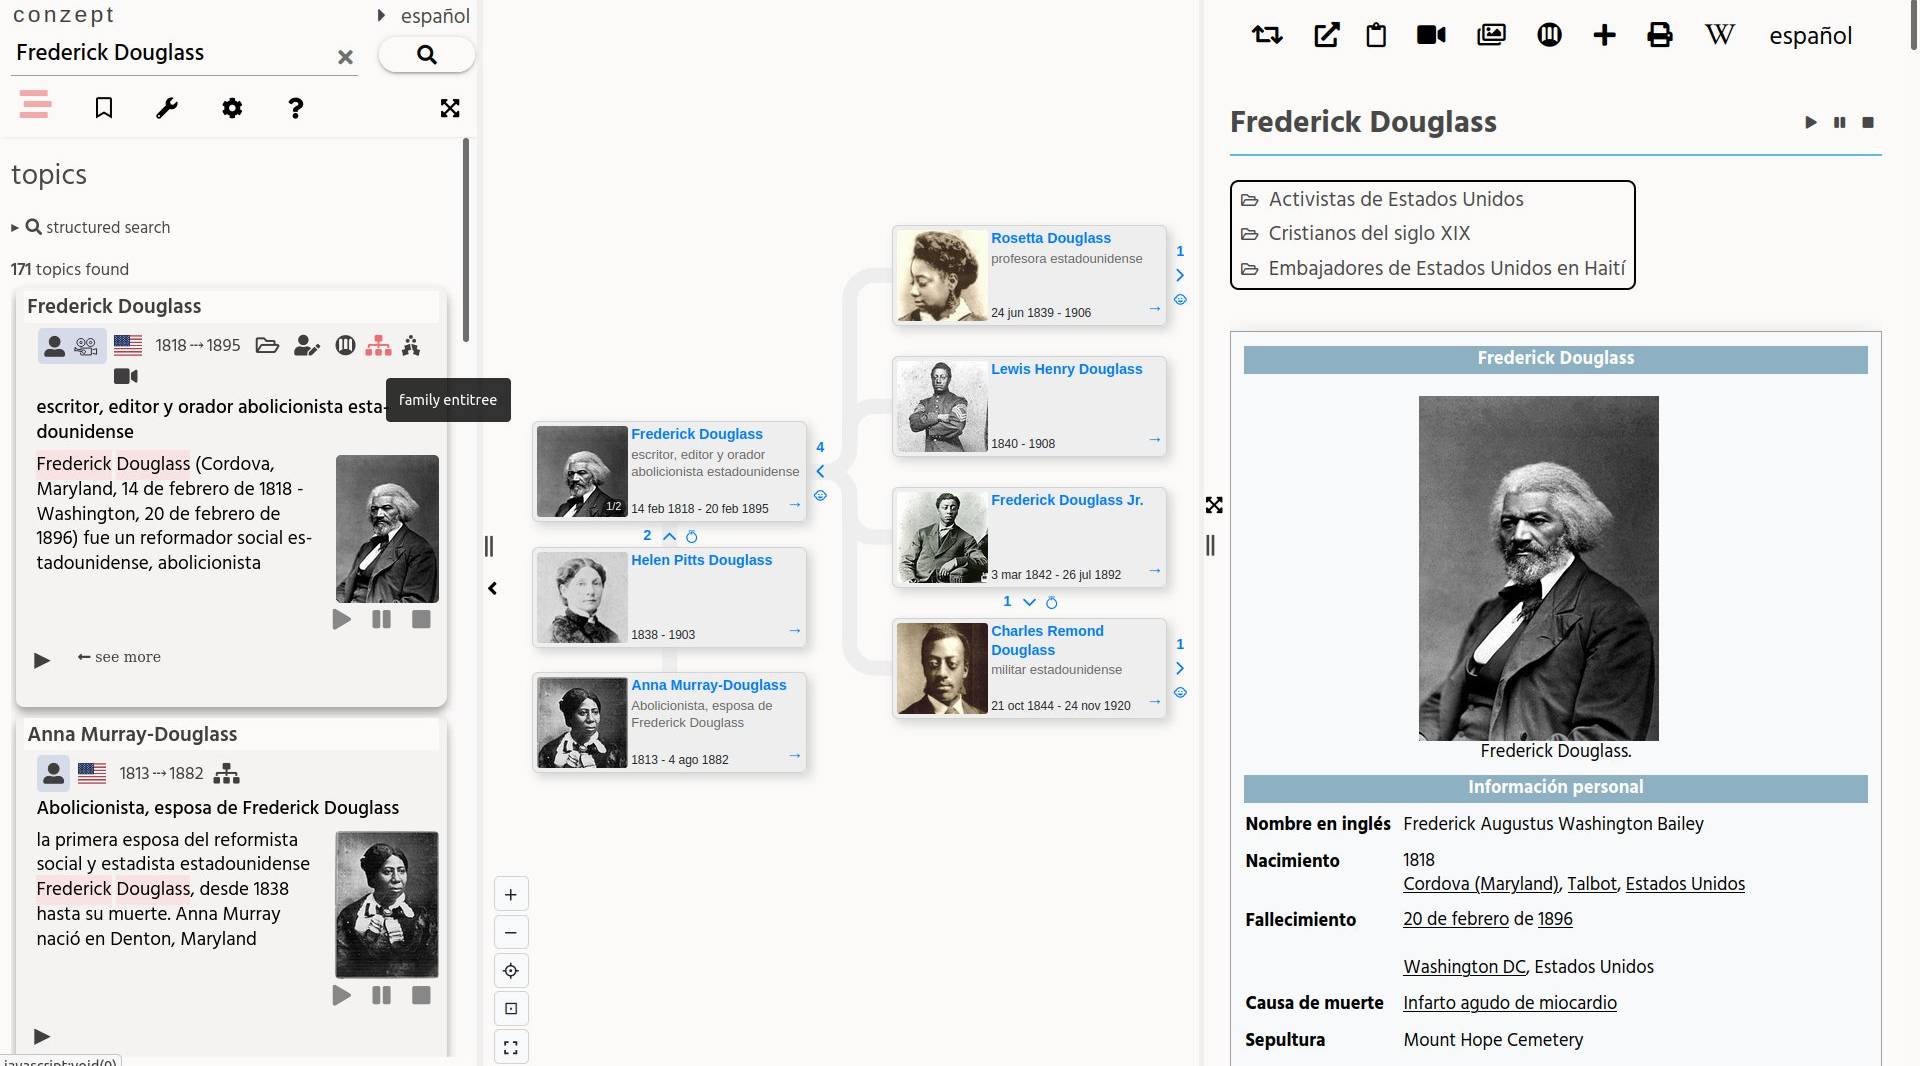 conzept
español
Frederick Douglass
topics
structured search
171 topics found
Frederick Douglass
1818⤍1895
family entitree
escritor, editor y orador abolicionista esta-
dounidense
Frederick Douglass (Cordova,
Maryland, 14 de febrero de 1818 -
Washington, 20 de febrero de
1896) fue un reformador social es-
tadounidense, abolicionista
← see more
Anna Murray-Douglass
1813⤍1882
Abolicionista, esposa de Frederick Douglass
la primera esposa del reformista
social y estadista estadounidense
Frederick Douglass, desde 1838
hasta su muerte. Anna Murray
nació en Denton, Maryland
javascript:void(0)
Frederick Douglass
escritor, editor y orador
abolicionista estadounidense
1/2
14 feb 1818 - 20 feb 1895
4
2
Helen Pitts Douglass
1838 - 1903
Anna Murray-Douglass
Abolicionista, esposa de
Frederick Douglass
1813 - 4 ago 1882
Rosetta Douglass
profesora estadounidense
24 jun 1839 - 1906
1
Lewis Henry Douglass
1840 - 1908
Frederick Douglass Jr.
3 mar 1842 - 26 jul 1892
1
Charles Remond
Douglass
militar estadounidense
21 oct 1844 - 24 nov 1920
1
W
español
Frederick Douglass
Activistas de Estados Unidos
Cristianos del siglo XIX
Embajadores de Estados Unidos en Haití
Frederick Douglass
Frederick Douglass.
Información personal
Nombre en inglés Frederick Augustus Washington Bailey
Nacimiento 1818
Cordova (Maryland), Talbot, Estados Unidos
Fallecimiento 20 de febrero de 1896
Washington DC, Estados Unidos
Causa de muerte Infarto agudo de miocardio
Sepultura Mount Hope Cemetery